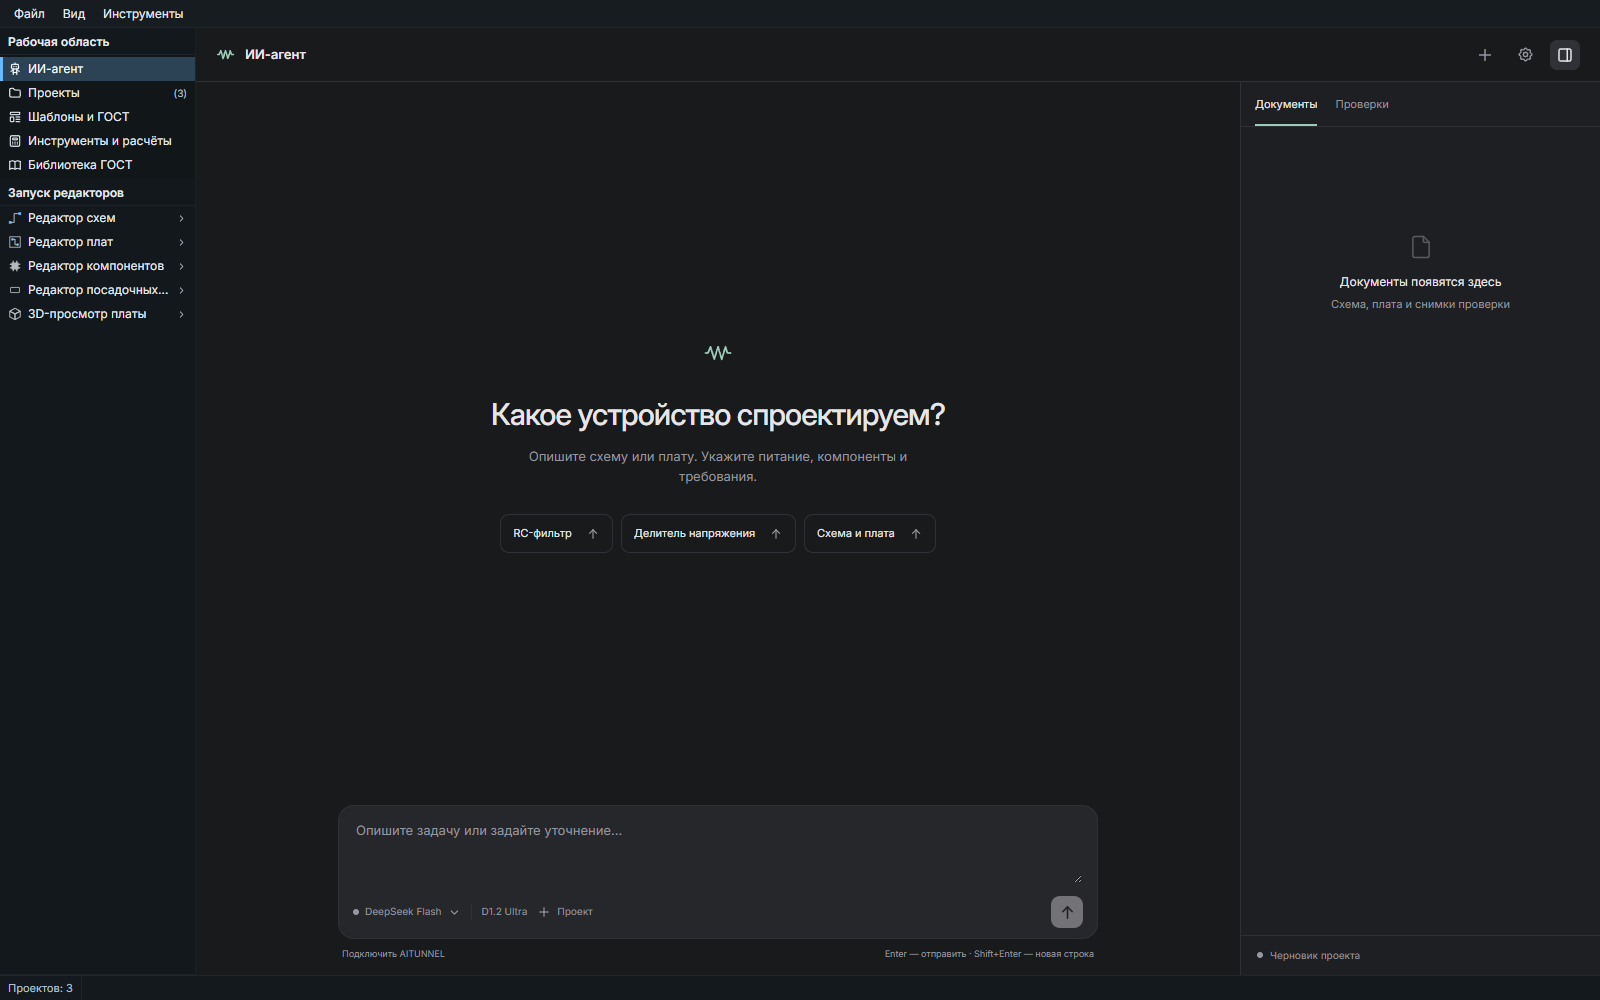 Файл Вид Инструменты
Рабочая область
ИИ-агент
Проекты (3)
Шаблоны и ГОСТ
Инструменты и расчёты
Библиотека ГОСТ
Запуск редакторов
Редактор схем
Редактор плат
Редактор компонентов
Редактор посадочных...
3D-просмотр платы
ИИ-агент
Какое устройство спроектируем?
Опишите схему или плату. Укажите питание, компоненты и
требования.
RC-фильтр
Делитель напряжения
Схема и плата
Опишите задачу или задайте уточнение...
DeepSeek Flash D1.2 Ultra Проект
Подключить AITUNNEL
Enter — отправить · Shift+Enter — новая строка
Документы Проверки
Документы появятся здесь
Схема, плата и снимки проверки
Черновик проекта
Проектов: 3